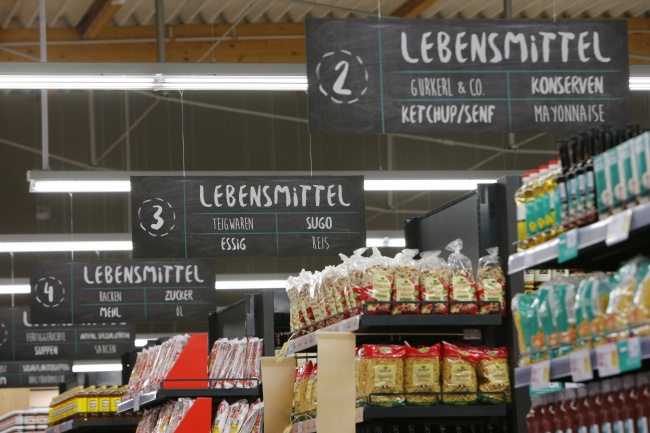 2 LEBENSMITTEL
GURKERL & CO. KONSERVEN
KETCHUP/SENF MAYONNAISE
3 LEBENSMITTEL
TEIGWAREN SUGO
ESSIG REIS
4 LEBENSMITTEL
BACKEN ZUCKER
MEHL ÖL
FERTIGGERICHTE
SUPPEN